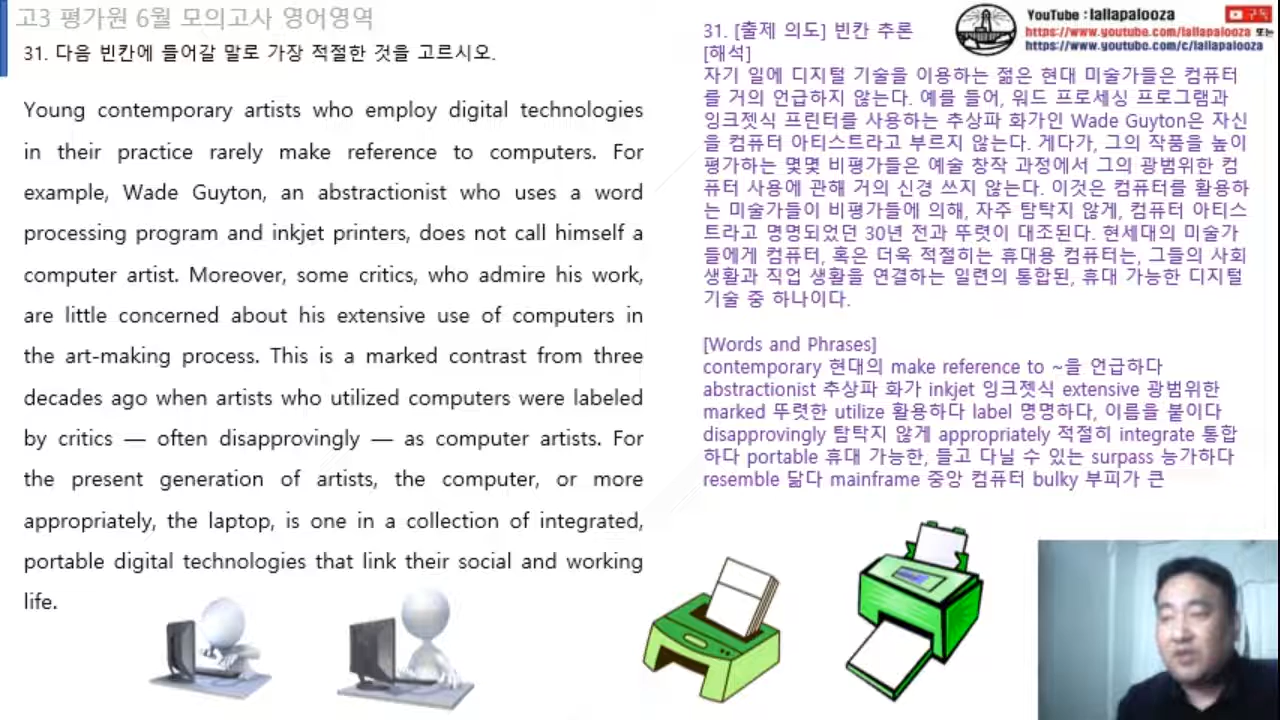 고3 평가원 6월 모의고사 영어영역
31. 다음 빈칸에 들어갈 말로 가장 적절한 것을 고르시오.
Young contemporary artists who employ digital technologies
in their practice rarely make reference to computers. For
example, Wade Guyton, an abstractionist who uses a word
processing program and inkjet printers, does not call himself a
computer artist. Moreover, some critics, who admire his work,
are little concerned about his extensive use of computers in
the art-making process. This is a marked contrast from three
decades ago when artists who utilized computers were labeled
by critics — often disapprovingly — as computer artists. For
the present generation of artists, the computer, or more
appropriately, the laptop, is one in a collection of integrated,
portable digital technologies that link their social and working
life.
31. [출제 의도] 빈칸 추론
[해석]
자기 일에 디지털 기술을 이용하는 젊은 현대 미술가들은 컴퓨터
를 거의 언급하지 않는다. 예를 들어, 워드 프로세싱 프로그램과
잉크젯식 프린터를 사용하는 추상파 화가인 Wade Guyton은 자신
을 컴퓨터 아티스트라고 부르지 않는다. 게다가, 그의 작품을 높이
평가하는 몇몇 비평가들은 예술 창작 과정에서 그의 광범위한 컴
퓨터 사용에 관해 거의 신경 쓰지 않는다. 이것은 컴퓨터를 활용하
는 미술가들이 비평가들에 의해, 자주 탐탁지 않게, 컴퓨터 아티스
트라고 명명되었던 30년 전과 뚜렷이 대조된다. 현세대의 미술가
들에게 컴퓨터, 혹은 더욱 적절히는 휴대용 컴퓨터는, 그들의 사회
생활과 직업 생활을 연결하는 일련의 통합된, 휴대 가능한 디지털
기술 중 하나이다.
[Words and Phrases]
contemporary 현대의 make reference to ~을 언급하다
abstractionist 추상파 화가 inkjet 잉크젯식 extensive 광범위한
marked 뚜렷한 utilize 활용하다 label 명명하다, 이름을 붙이다
disapprovingly 탐탁지 않게 appropriately 적절히 integrate 통합
하다 portable 휴대 가능한, 들고 다닐 수 있는 surpass 능가하다
resemble 닮다 mainframe 중앙 컴퓨터 bulky 부피가 큰
YouTube : lallapalooza 구독
https://www.youtube.com/lallapalooza 또는
https://www.youtube.com/c/lallapalooza